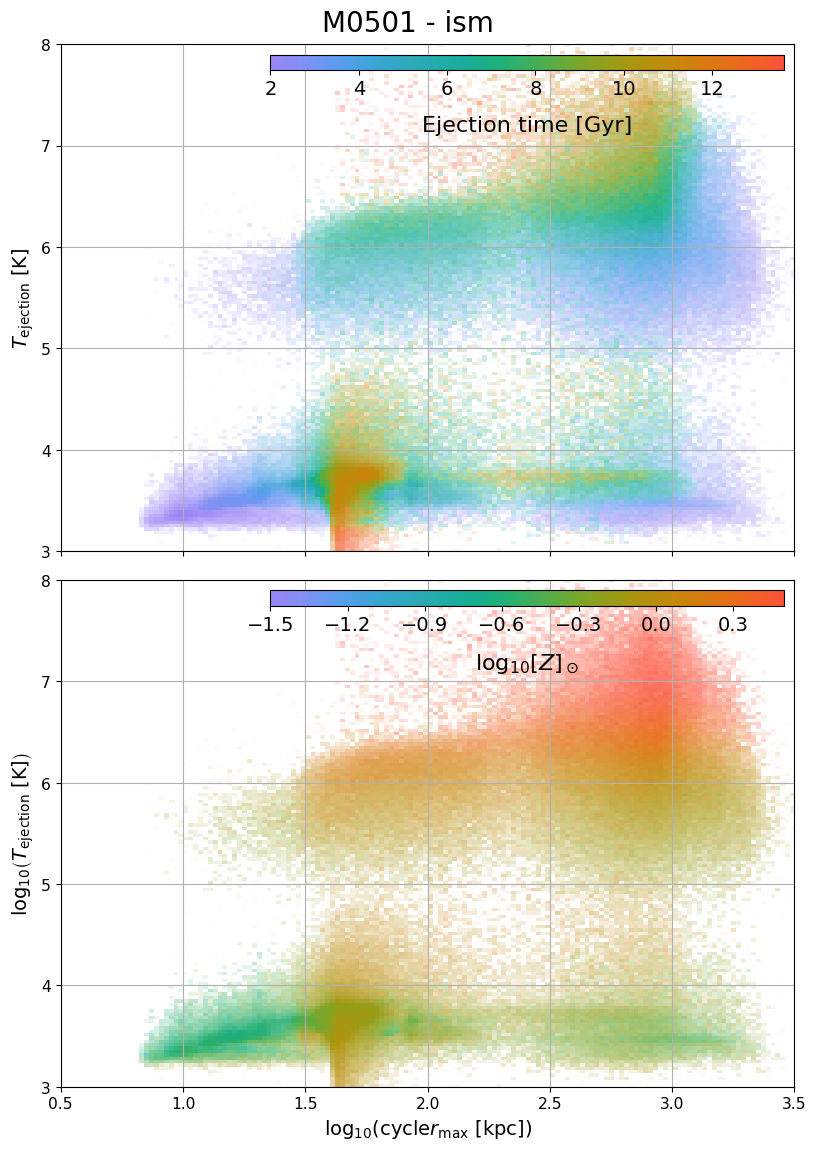 M0501 - ism
8
7
6
5
4
3
T_ejection [K]
2 4 6 8 10 12
Ejection time [Gyr]
8
7
6
5
4
3
log₁₀(T_ejection [K])
−1.5 −1.2 −0.9 −0.6 −0.3 0.0 0.3
log₁₀[Z]⊙
0.5 1.0 1.5 2.0 2.5 3.0 3.5
log₁₀(cycler_max [kpc])